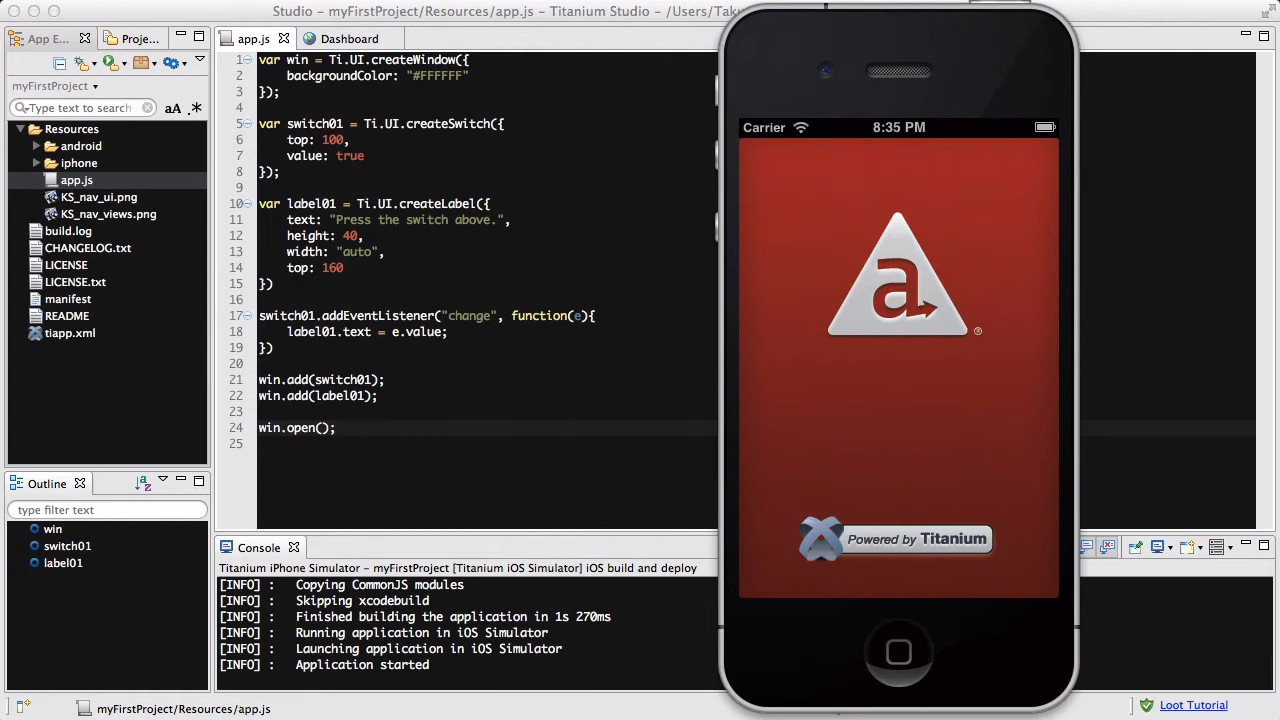 Studio - myFirstProject/Resources/app.js - Titanium Studio - /Users/Taku
App E...
Proje...
myFirstProject
Type text to search
aA
Resources
android
iphone
app.js
KS_nav_ui.png
KS_nav_views.png
build.log
CHANGELOG.txt
LICENSE
LICENSE.txt
manifest
README
tiapp.xml
Outline
type filter text
win
switch01
label01
app.js
Dashboard
1 var win = Ti.UI.createWindow({
2 backgroundColor: "#FFFFFF"
3 });
4
5 var switch01 = Ti.UI.createSwitch({
6 top: 100,
7 value: true
8 });
9
10 var label01 = Ti.UI.createLabel({
11 text: "Press the switch above.",
12 height: 40,
13 width: "auto",
14 top: 160
15 })
16
17 switch01.addEventListener("change", function(e){
18 label01.text = e.value;
19 })
20
21 win.add(switch01);
22 win.add(label01);
23
24 win.open();
25
Console
Titanium iPhone Simulator - myFirstProject [Titanium iOS Simulator] iOS build and deploy
[INFO] : Copying CommonJS modules
[INFO] : Skipping xcodebuild
[INFO] : Finished building the application in 1s 270ms
[INFO] : Running application in iOS Simulator
[INFO] : Launching application in iOS Simulator
[INFO] : Application started
Carrier 8:35 PM
a
®
Powered by Titanium
myFirstProject/Resources/app.js
Loot Tutorial